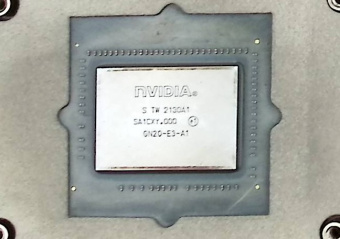 NVIDIA®
S TW 2130A1
SA1CXY.000
GN20-E3-A1